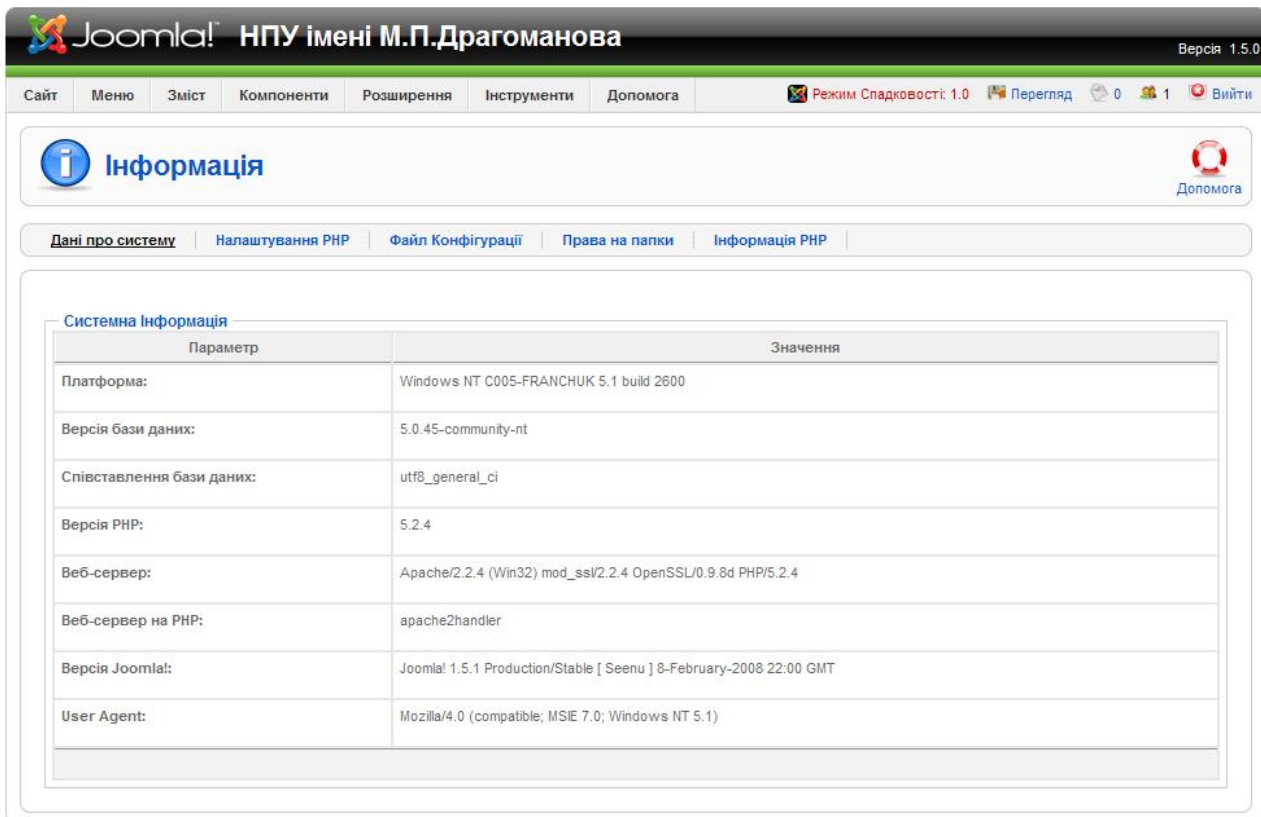 Joomla! НПУ імені М.П.Драгоманова
Версія 1.5.0
Сайт Меню Зміст Компоненти Розширення Інструменти Допомога Режим Спадковості: 1.0 Перегляд 0 1 Вийти
Інформація
Допомога
Дані про систему Налаштування PHP Файл Конфігурації Права на папки Інформація PHP
Системна Інформація
Параметр Значення
Платформа: Windows NT C005-FRANCHUK 5.1 build 2600
Версія бази даних: 5.0.45-community-nt
Співставлення бази даних: utf8_general_ci
Версія PHP: 5.2.4
Веб-сервер: Apache/2.2.4 (Win32) mod_ssl/2.2.4 OpenSSL/0.9.8d PHP/5.2.4
Веб-сервер на PHP: apache2handler
Версія Joomla!: Joomla! 1.5.1 Production/Stable [ Seenu ] 8-February-2008 22:00 GMT
User Agent: Mozilla/4.0 (compatible; MSIE 7.0; Windows NT 5.1)